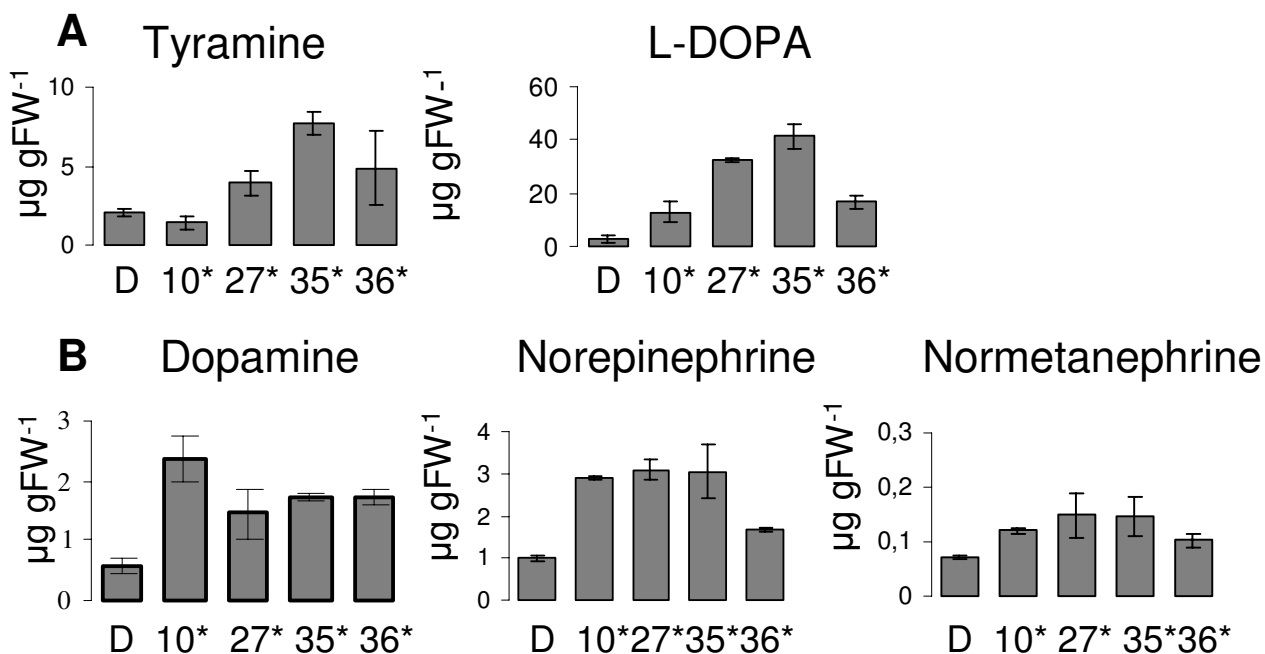 A
Tyramine
L-DOPA
µg gFW-1
10
5
0
D 10* 27* 35* 36*
µg gFW-1
60
40
20
0
D 10* 27* 35* 36*
B
Dopamine
Norepinephrine
Normetanephrine
µg gFW-1
3
2
1
0
D 10* 27* 35* 36*
µg gFW-1
4
3
2
1
0
D 10* 27* 35* 36*
µg gFW-1
0,3
0,2
0,1
0
D 10* 27* 35* 36*